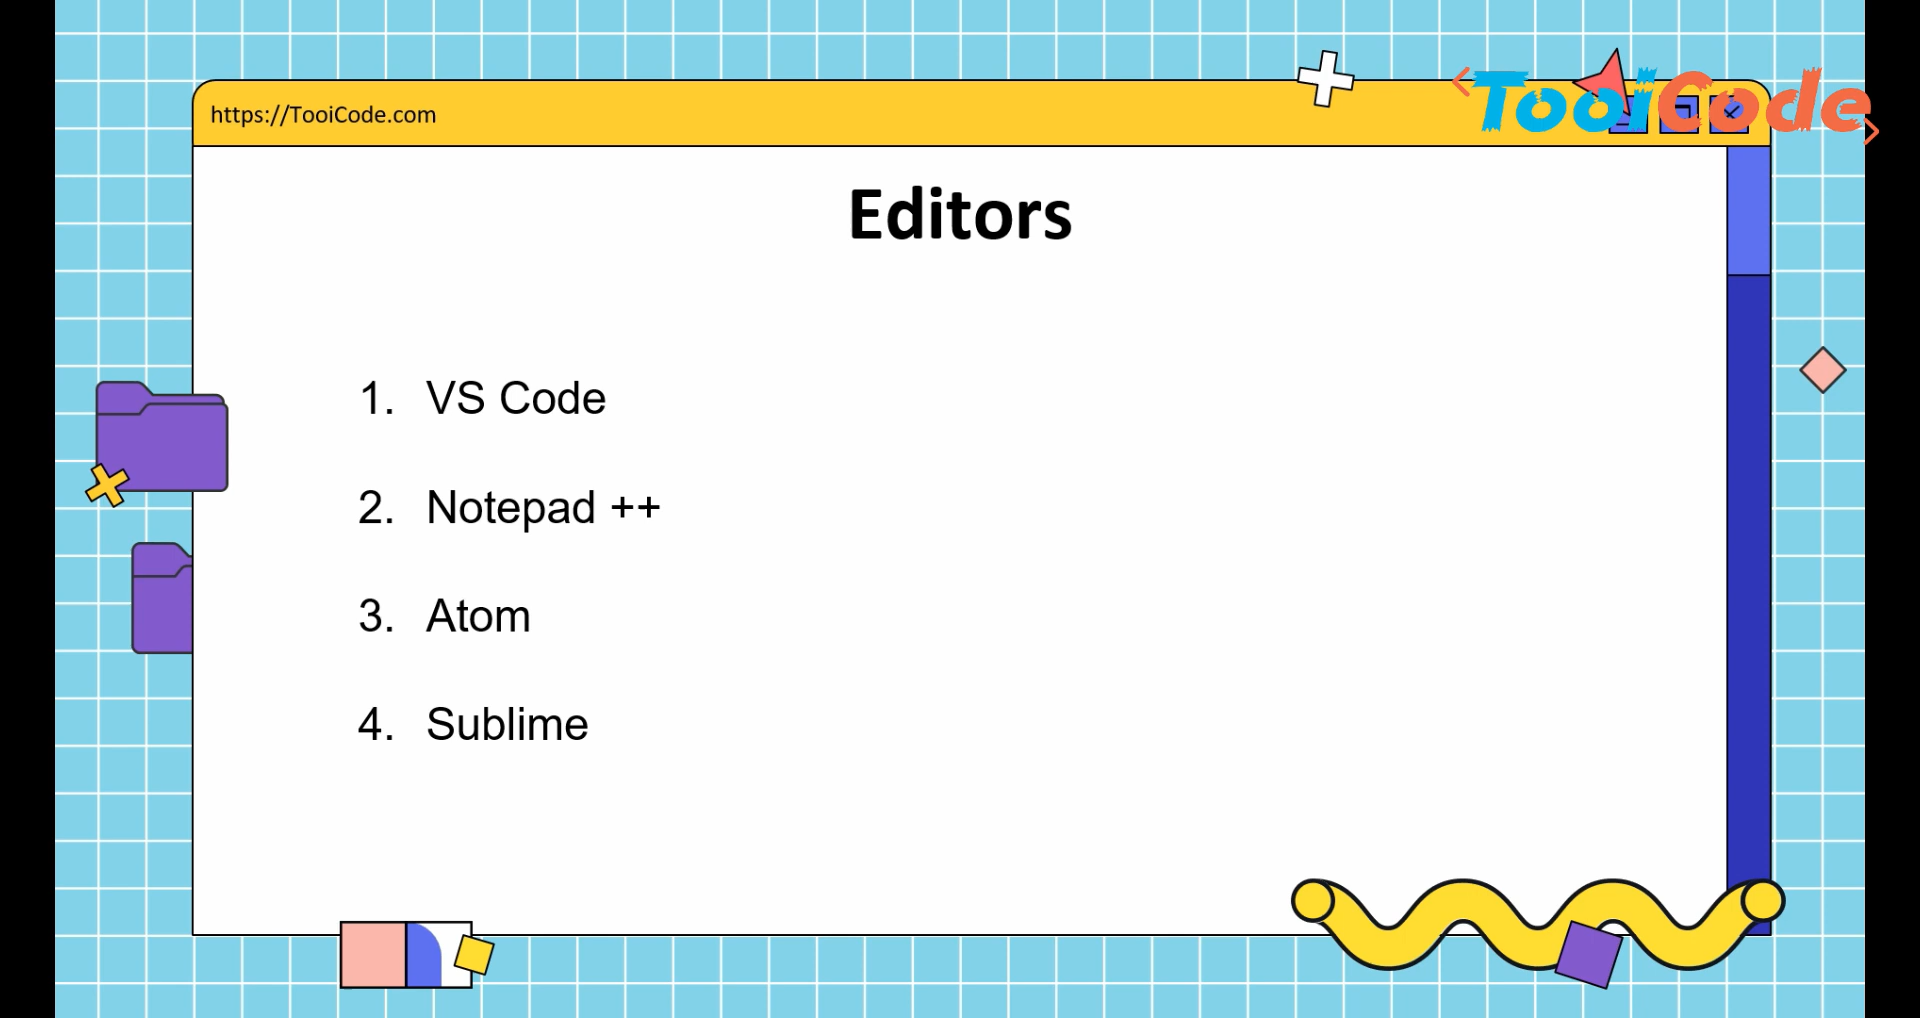 https://TooiCode.com
<TooiCode>
Editors
1. VS Code
2. Notepad ++
3. Atom
4. Sublime